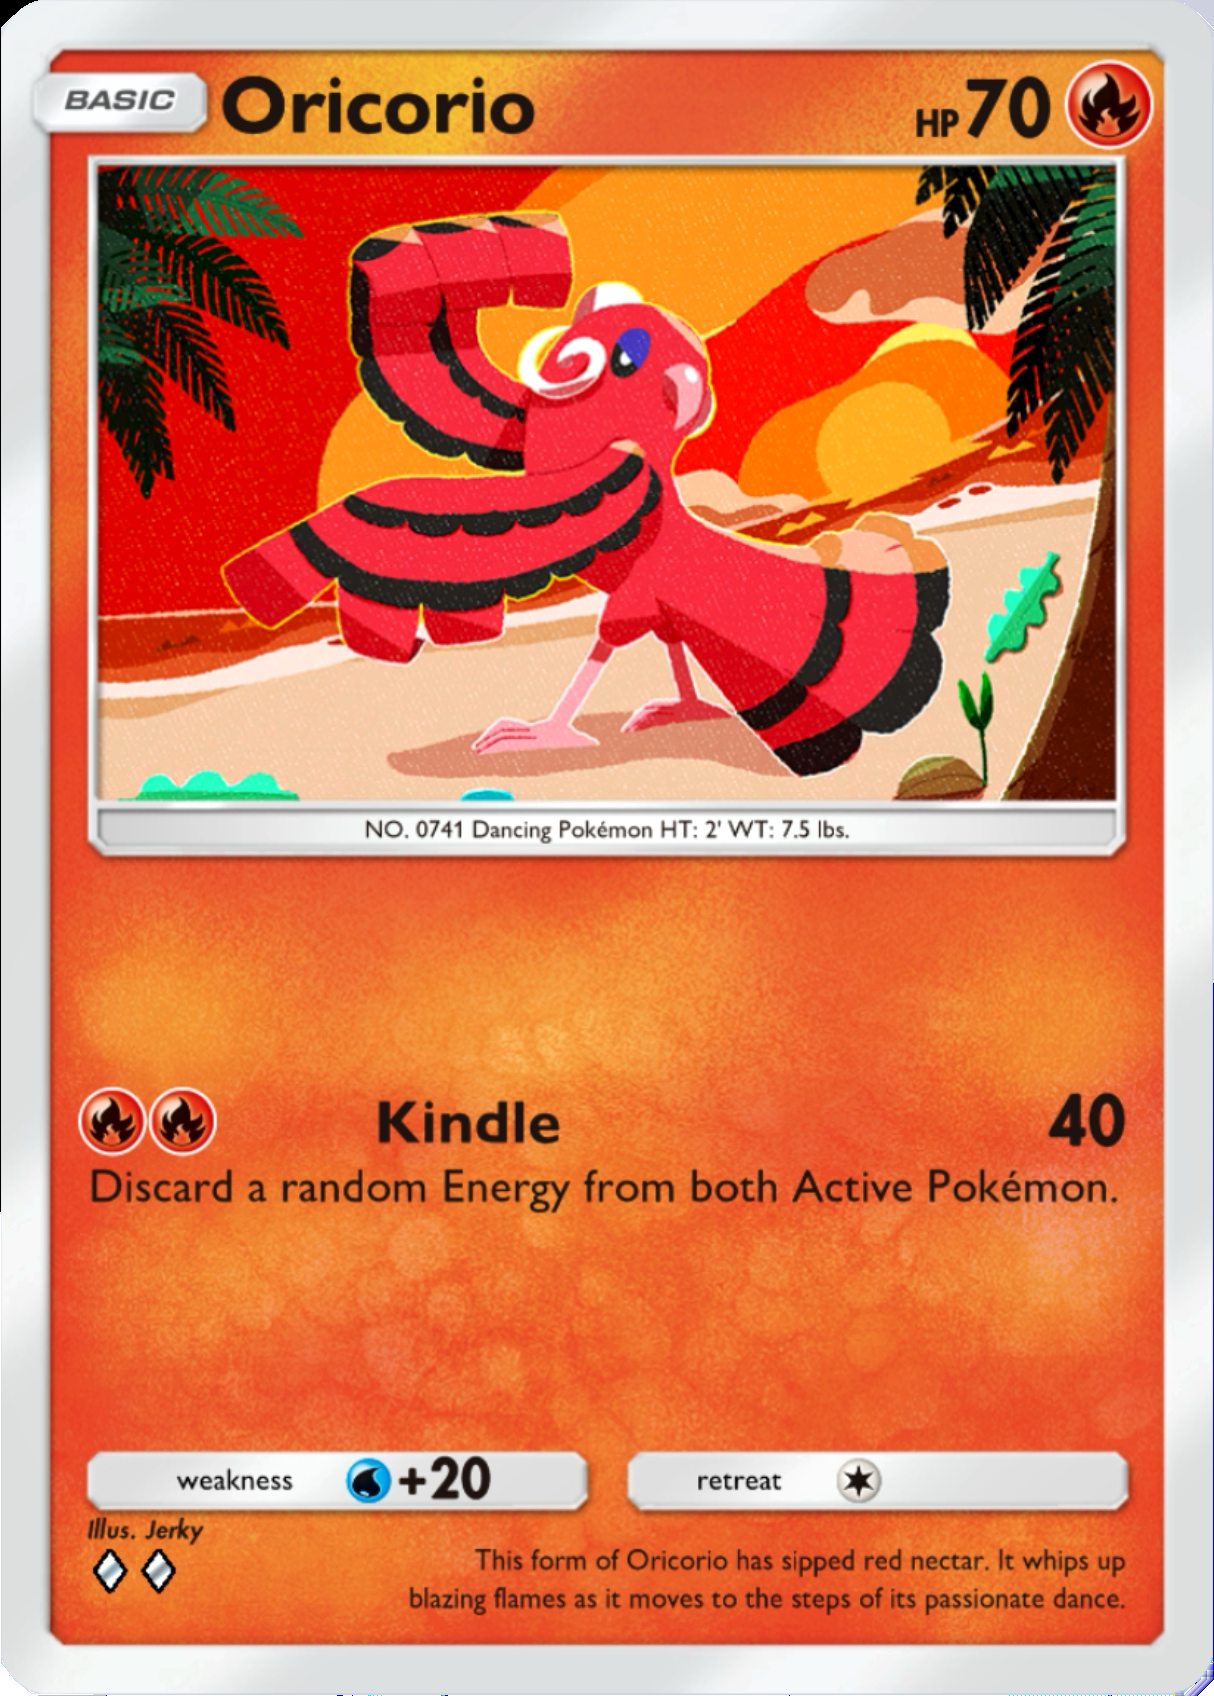 BASIC Oricorio HP 70
NO. 0741 Dancing Pokémon HT: 2' WT: 7.5 lbs.
Kindle 40
Discard a random Energy from both Active Pokémon.
weakness +20 retreat
Illus. Jerky
This form of Oricorio has sipped red nectar. It whips up
blazing flames as it moves to the steps of its passionate dance.